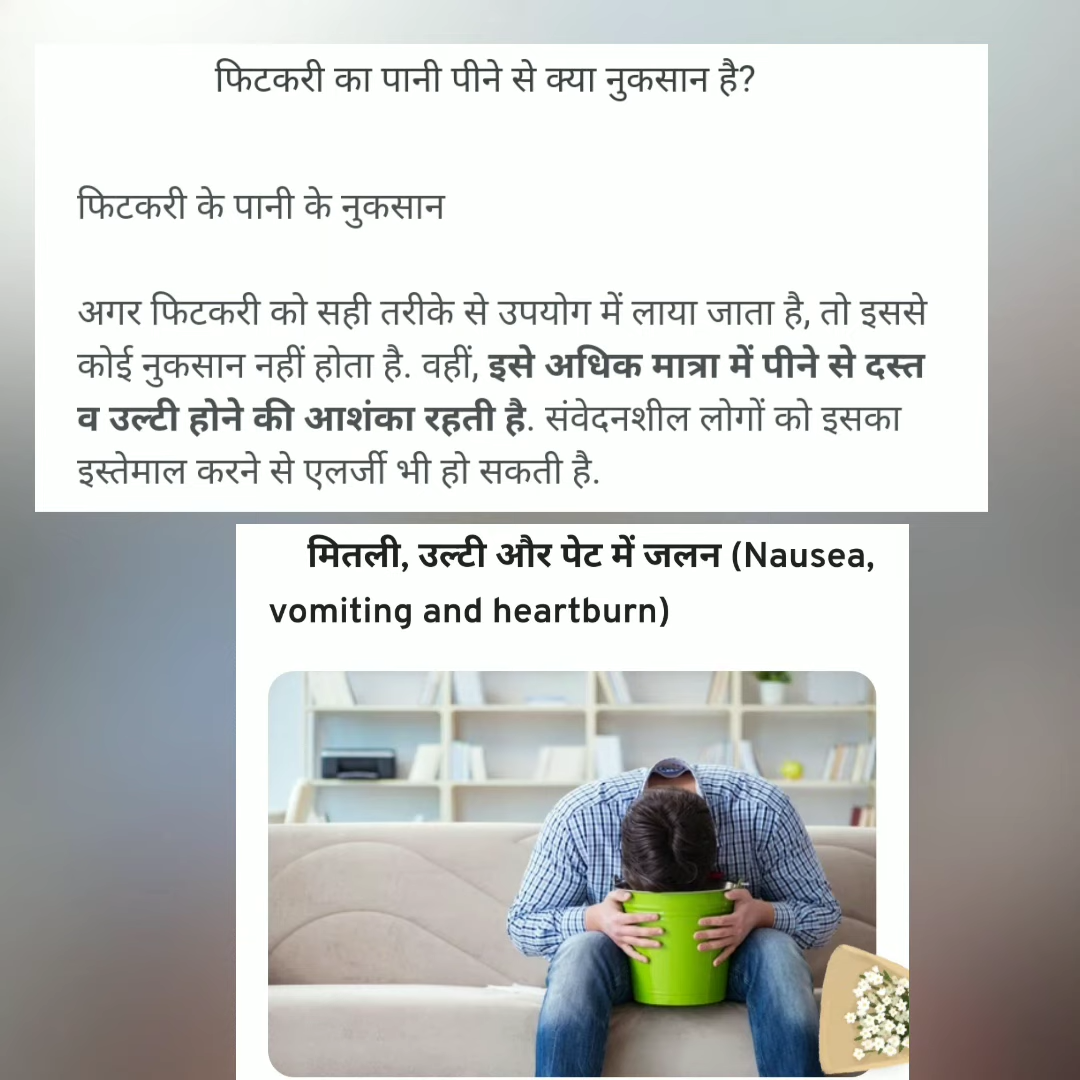 फिटकरी का पानी पीने से क्या नुकसान है?
फिटकरी के पानी के नुकसान
अगर फिटकरी को सही तरीके से उपयोग में लाया जाता है, तो इससे
कोई नुकसान नहीं होता है. वहीं, इसे अधिक मात्रा में पीने से दस्त
व उल्टी होने की आशंका रहती है. संवेदनशील लोगों को इसका
इस्तेमाल करने से एलर्जी भी हो सकती है.
मितली, उल्टी और पेट में जलन (Nausea,
vomiting and heartburn)